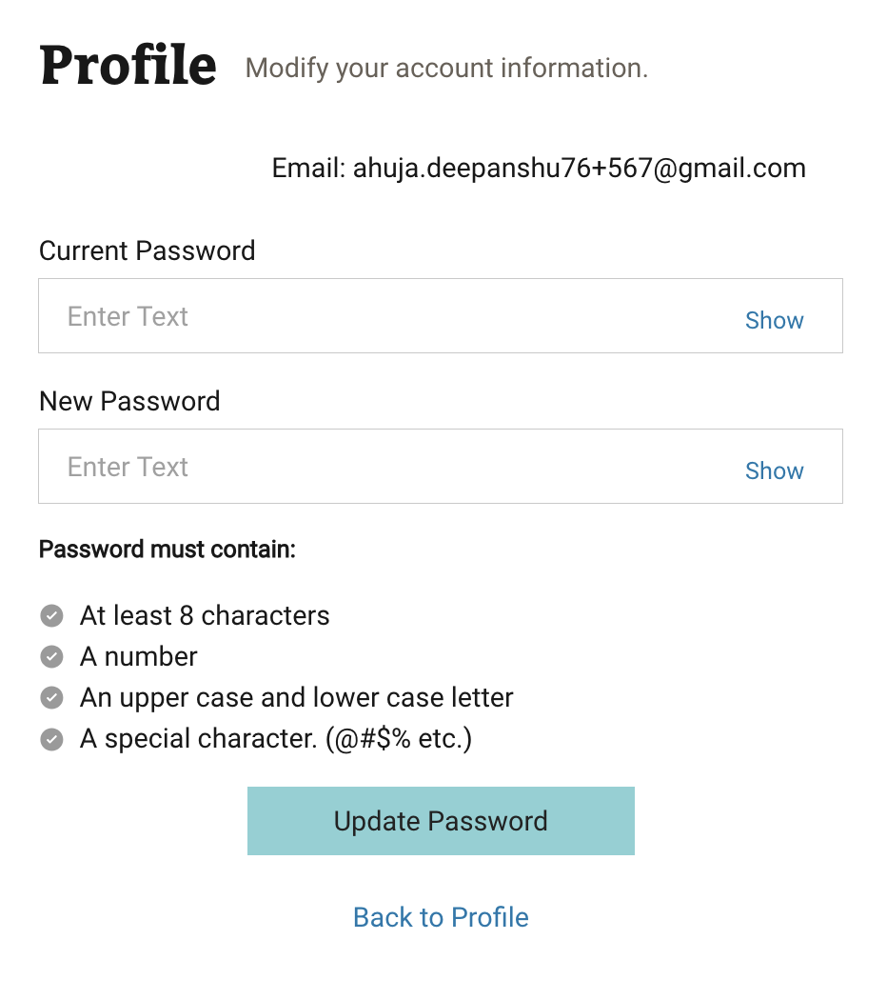 Profile Modify your account information.
Email: ahuja.deepanshu76+567@gmail.com
Current Password
Enter Text Show
New Password
Enter Text Show
Password must contain:
At least 8 characters
A number
An upper case and lower case letter
A special character. (@#$% etc.)
Update Password
Back to Profile